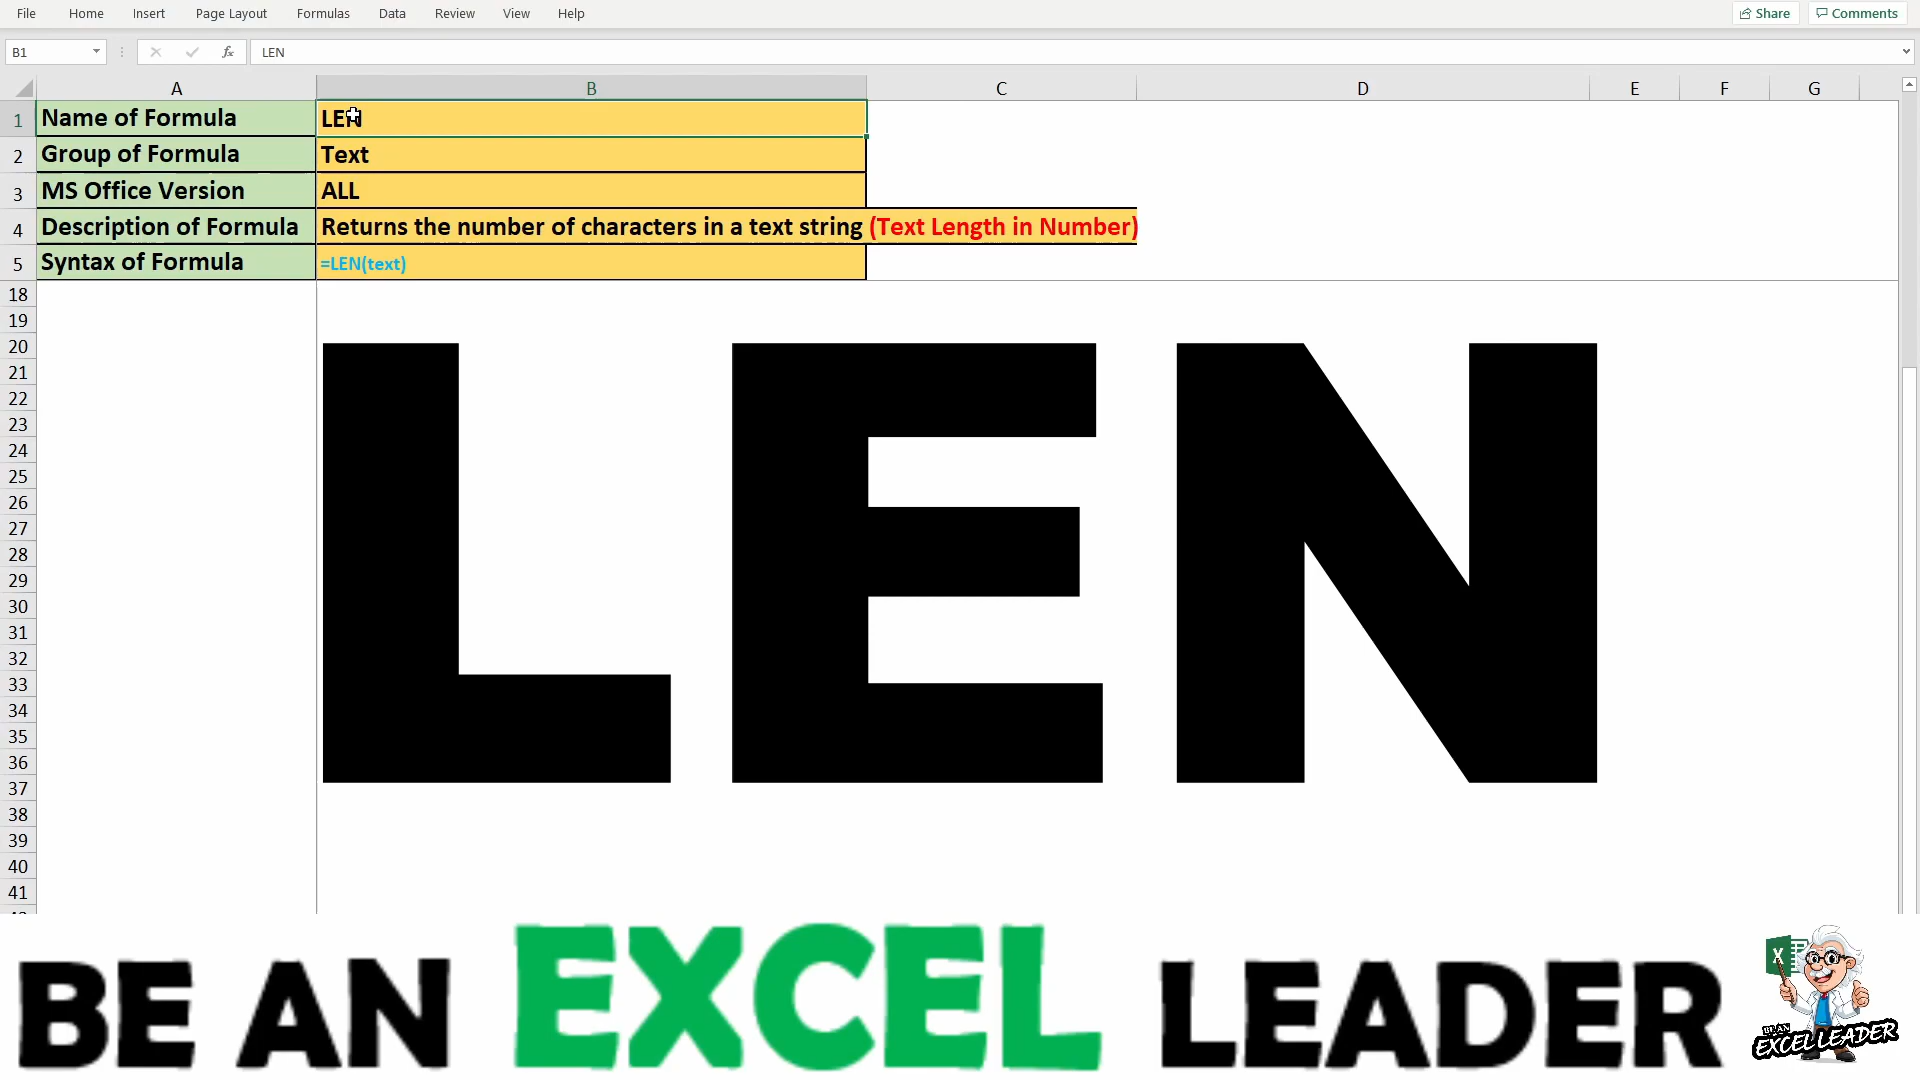 File Home Insert Page Layout Formulas Data Review View Help Share Comments
B1 fx LEN
A B C D E F G
1 Name of Formula LEN
2 Group of Formula Text
3 MS Office Version ALL
4 Description of Formula Returns the number of characters in a text string (Text Length in Number)
5 Syntax of Formula =LEN(text)
18
19
20
21
22
23
24
25
26
27
28
29
30
31
32
33
34
35
36
37
38
39
40
41
LEN
BE AN EXCEL LEADER
X
BE AN
EXCEL LEADER